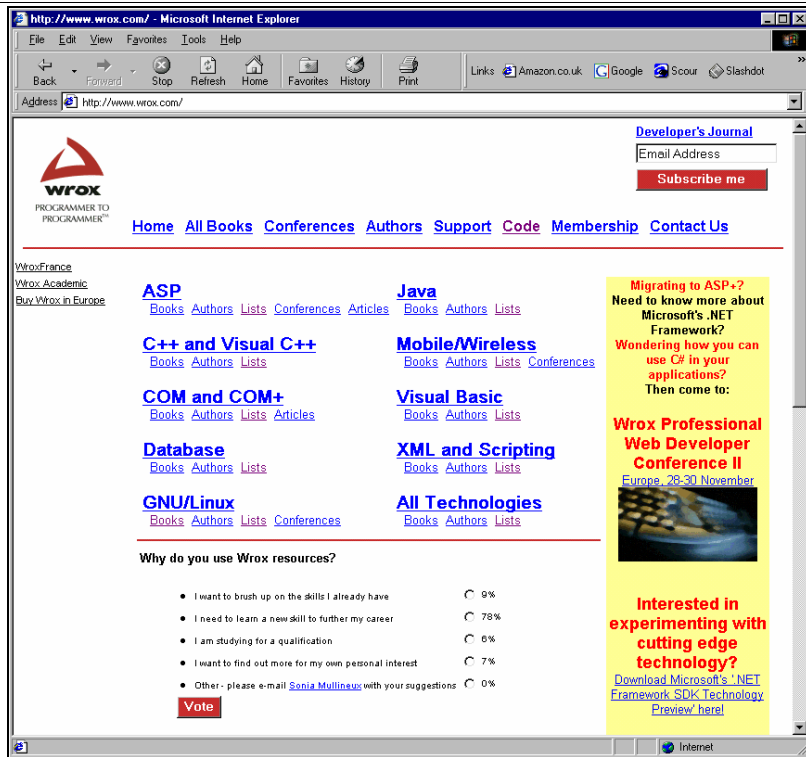 http://www.wrox.com/ - Microsoft Internet Explorer
File Edit View Favorites Tools Help
Back Forward Stop Refresh Home Favorites History Print Links Amazon.co.uk Google Scour Slashdot
Address http://www.wrox.com/
Developer's Journal
Email Address
Subscribe me
wrox
PROGRAMMER TO
PROGRAMMER™
Home All Books Conferences Authors Support Code Membership Contact Us
WroxFrance
Wrox Academic
Buy Wrox in Europe
ASP
Books Authors Lists Conferences Articles
Java
Books Authors Lists
C++ and Visual C++
Books Authors Lists
Mobile/Wireless
Books Authors Lists Conferences
COM and COM+
Books Authors Lists Articles
Visual Basic
Books Authors Lists
Database
Books Authors Lists
XML and Scripting
Books Authors Lists
GNU/Linux
Books Authors Lists Conferences
All Technologies
Books Authors Lists
Why do you use Wrox resources?
I want to brush up on the skills I already have 9%
I need to learn a new skill to further my career 78%
I am studying for a qualification 6%
I want to find out more for my own personal interest 7%
Other - please e-mail Sonia Mullineux with your suggestions 0%
Vote
Migrating to ASP+?
Need to know more about
Microsoft's .NET
Framework?
Wondering how you can
use C# in your
applications?
Then come to:
Wrox Professional
Web Developer
Conference II
Europe, 28-30 November
Interested in
experimenting with
cutting edge
technology?
Download Microsoft's '.NET
Framework SDK Technology
Preview' here!
Internet